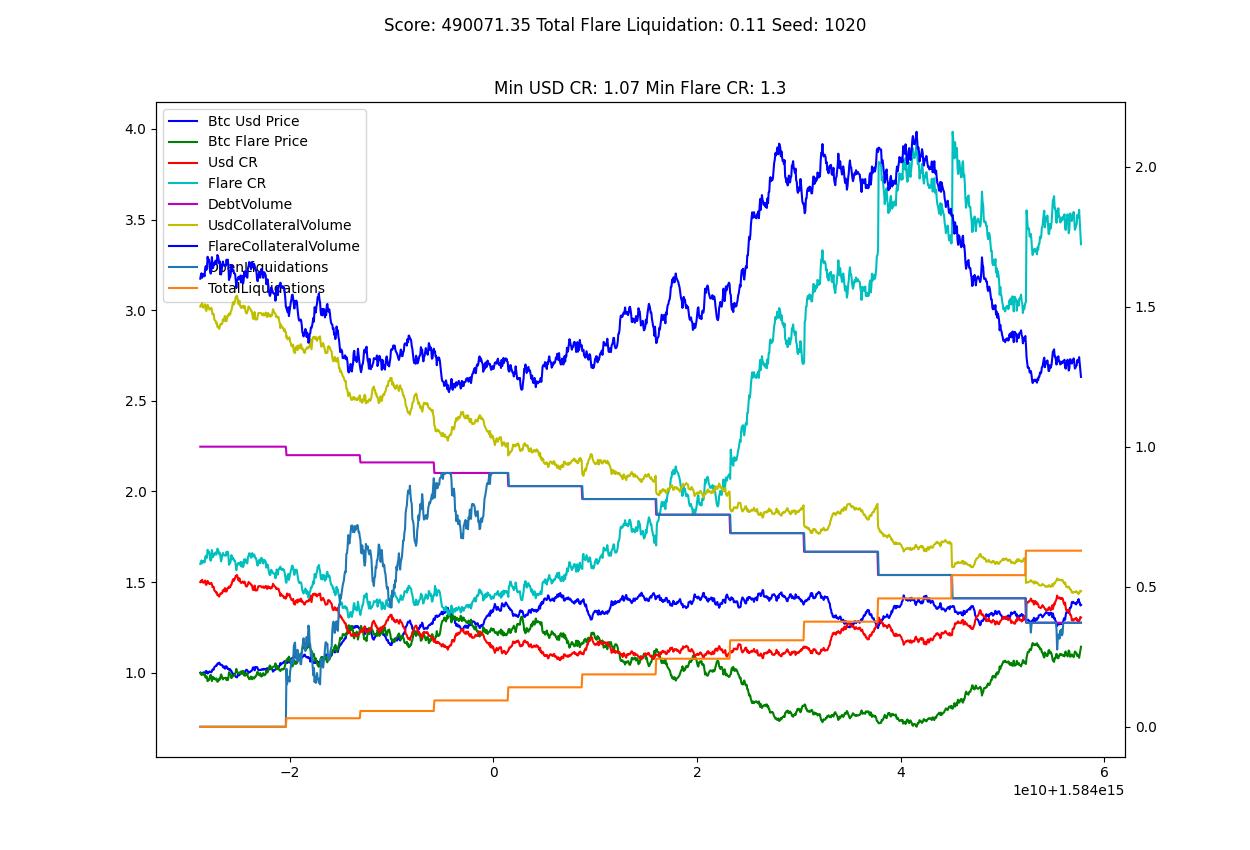 Score: 490071.35 Total Flare Liquidation: 0.11 Seed: 1020
Min USD CR: 1.07 Min Flare CR: 1.3
Btc Usd Price
Btc Flare Price
Usd CR
Flare CR
DebtVolume
UsdCollateralVolume
FlareCollateralVolume
OpenLiquidations
TotalLiquidations
4.0
3.5
3.0
2.5
2.0
1.5
1.0
2.0
1.5
1.0
0.5
0.0
−2
0
2
4
6
1e10+1.584e15